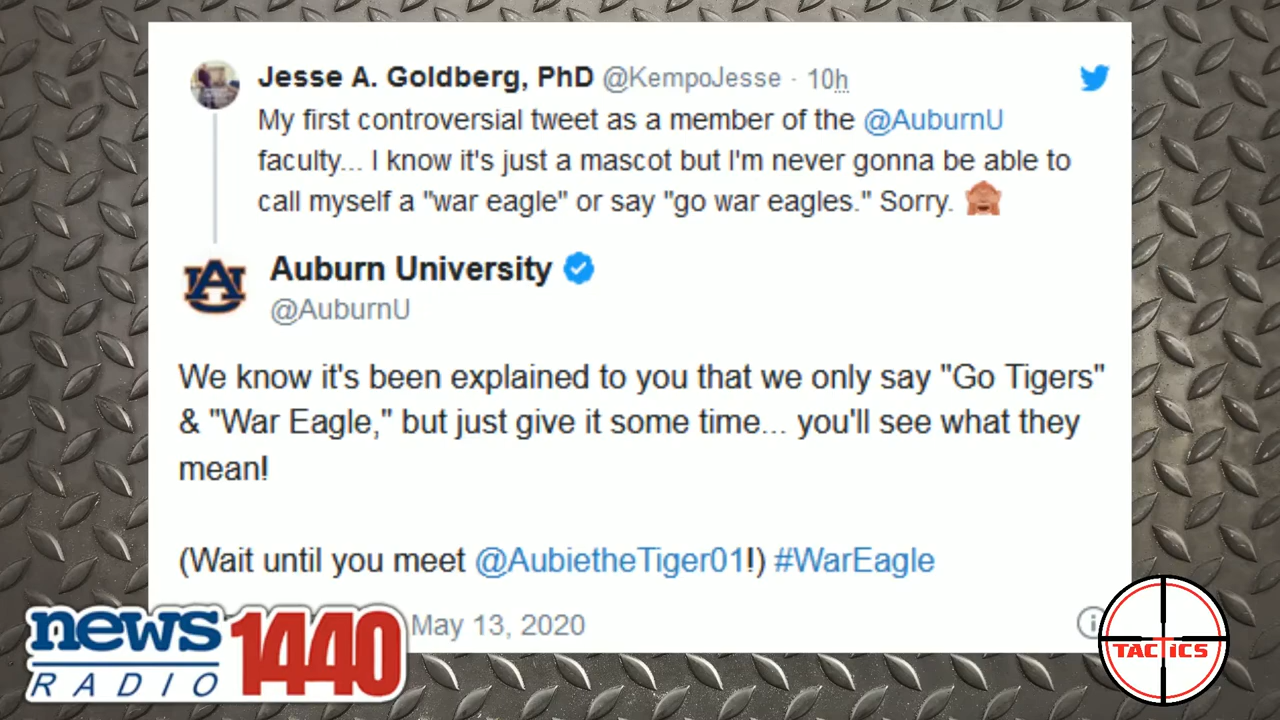 Jesse A. Goldberg, PhD @KempoJesse · 10h
My first controversial tweet as a member of the @AuburnU
faculty... I know it's just a mascot but I'm never gonna be able to
call myself a "war eagle" or say "go war eagles." Sorry. 🙈
Auburn University
@AuburnU
We know it's been explained to you that we only say "Go Tigers"
& "War Eagle," but just give it some time... you'll see what they
mean!
(Wait until you meet @AubietheTiger01!) #WarEagle
May 13, 2020
news 1440
RADIO
TACTICS